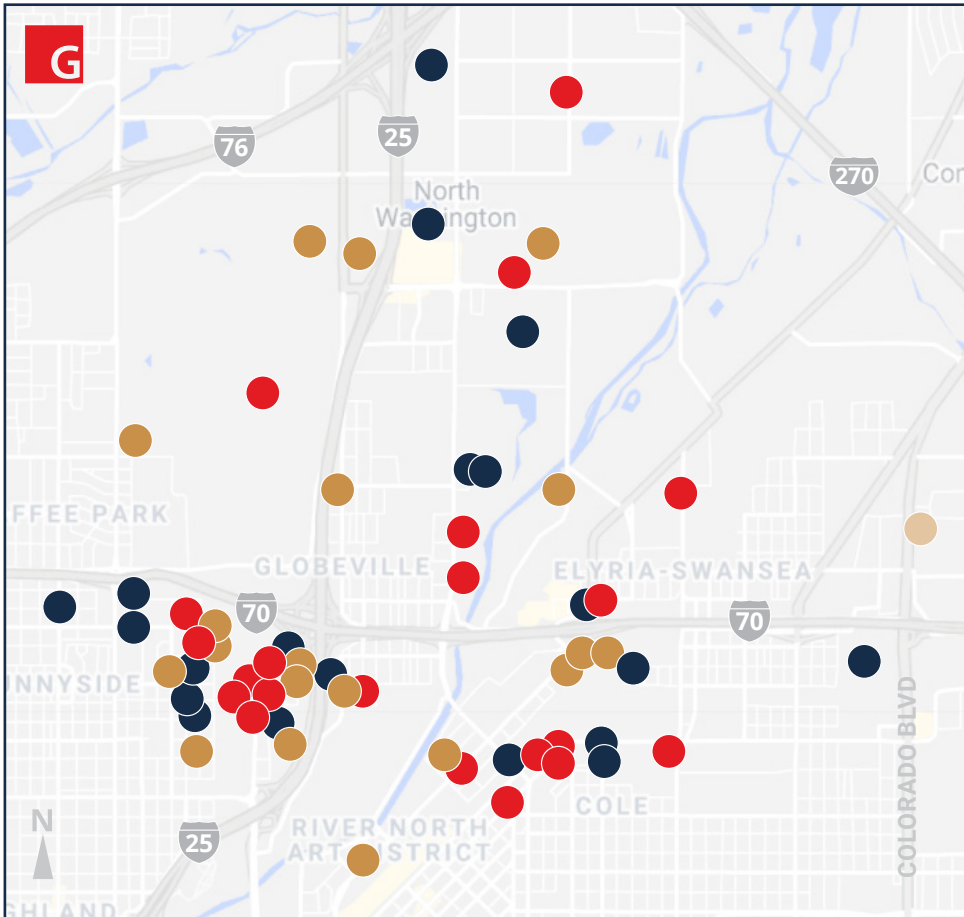 G
76
25
270
Cor
North
Washington
FFEE PARK
GLOBEVILLE
ELYRIA-SWANSEA
70
70
NNYSIDE
COLORADO BLVD
COLE
N
25
RIVER NORTH
ART DISTRICT
GHLAND